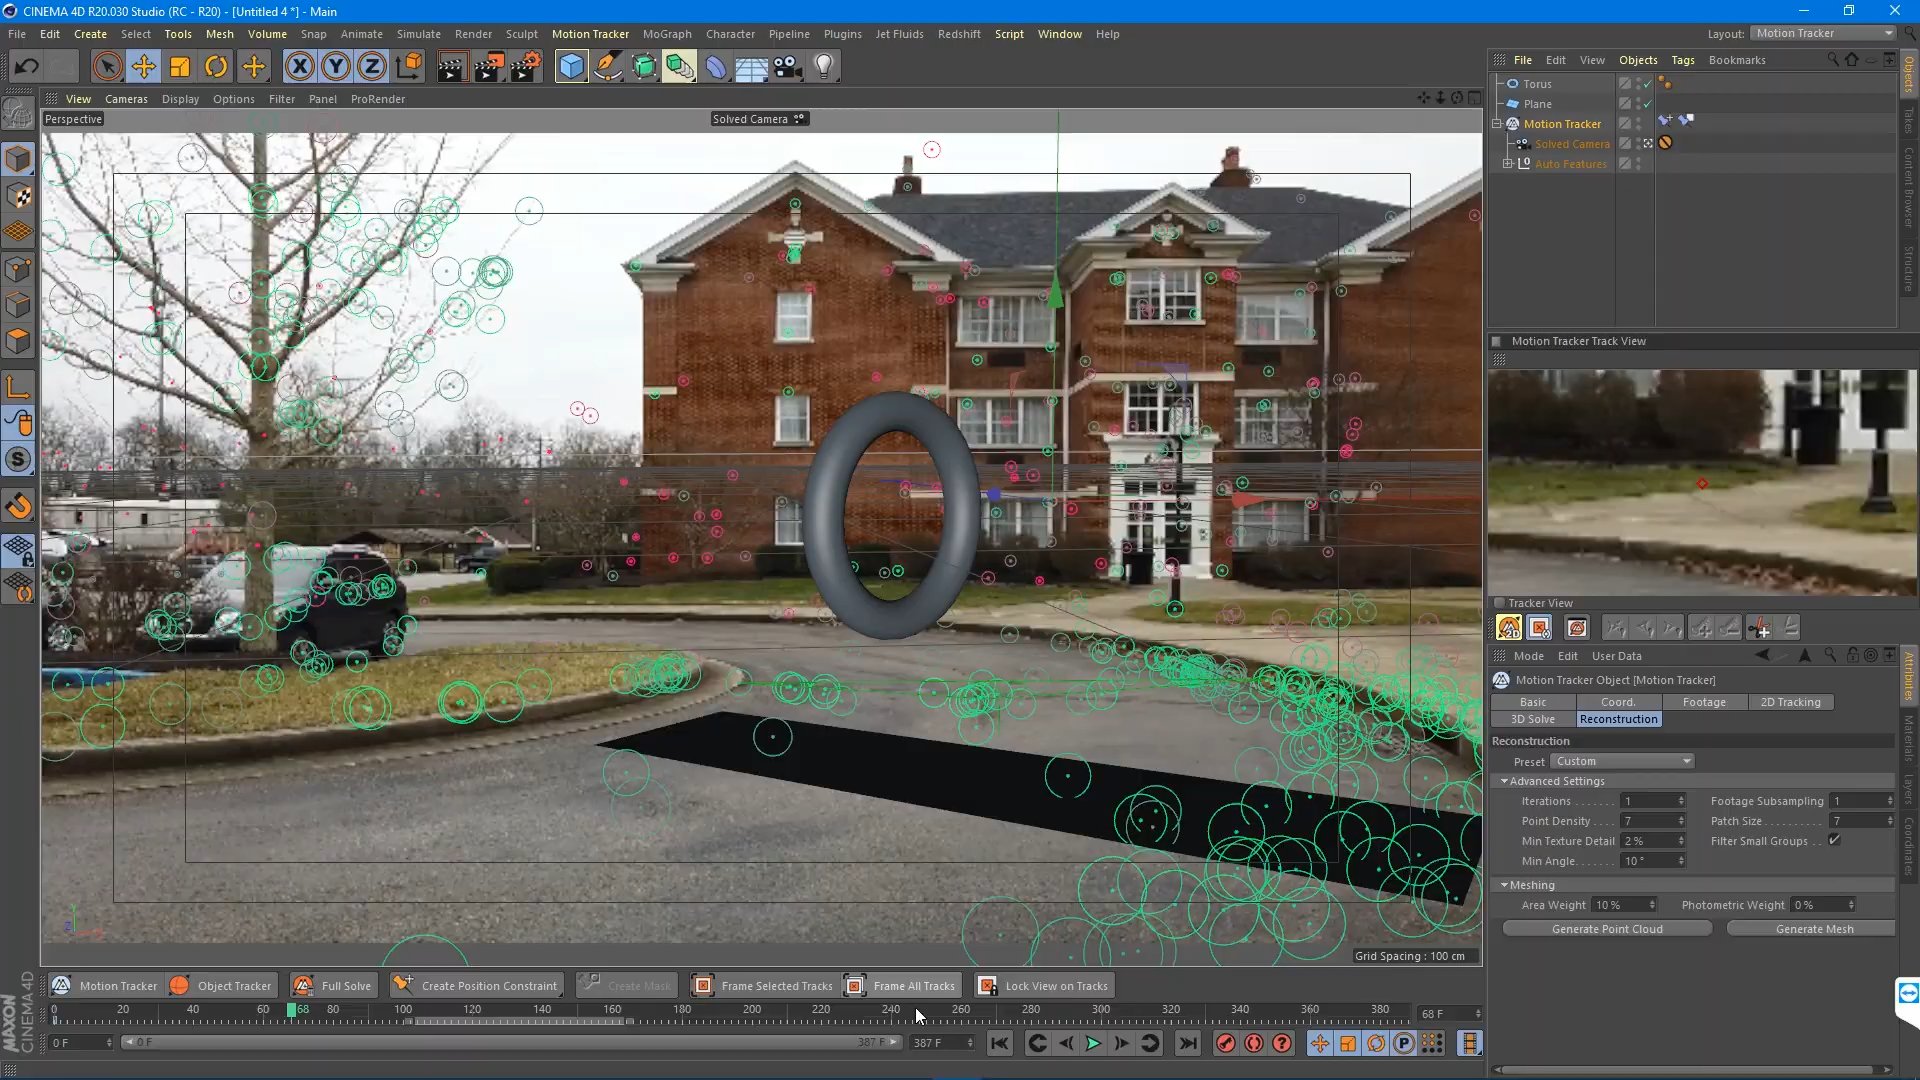 CINEMA 4D R20.030 Studio (RC - R20) - [Untitled 4 *] - Main
File Edit Create Select Tools Mesh Volume Snap Animate Simulate Render Sculpt Motion Tracker MoGraph Character Pipeline Plugins Jet Fluids Redshift Script Window Help
Layout: Motion Tracker
View Cameras Display Options Filter Panel ProRender
Perspective
Solved Camera
Grid Spacing : 100 cm
File Edit View Objects Tags Bookmarks
Torus
Plane
Motion Tracker
Solved Camera
Auto Features
Objects
Takes
Content Browser
Structure
Motion Tracker Track View
Tracker View
Mode Edit User Data
Motion Tracker Object [Motion Tracker]
Basic Coord. Footage 2D Tracking
3D Solve Reconstruction
Reconstruction
Preset Custom
Advanced Settings
Iterations 1 Footage Subsampling 1
Point Density 7 Patch Size 7
Min Texture Detail 2 % Filter Small Groups
Min Angle 10 °
Meshing
Area Weight 10 % Photometric Weight 0 %
Generate Point Cloud Generate Mesh
Attributes
Materials
Layers
Coordinates
Motion Tracker Object Tracker Full Solve Create Position Constraint Create Mask Frame Selected Tracks Frame All Tracks Lock View on Tracks
0 20 40 60 68 80 100 120 140 160 180 200 220 240 260 280 300 320 340 360 380 68 F
0 F 0 F 387 F 387 F
MAXON
CINEMA 4D